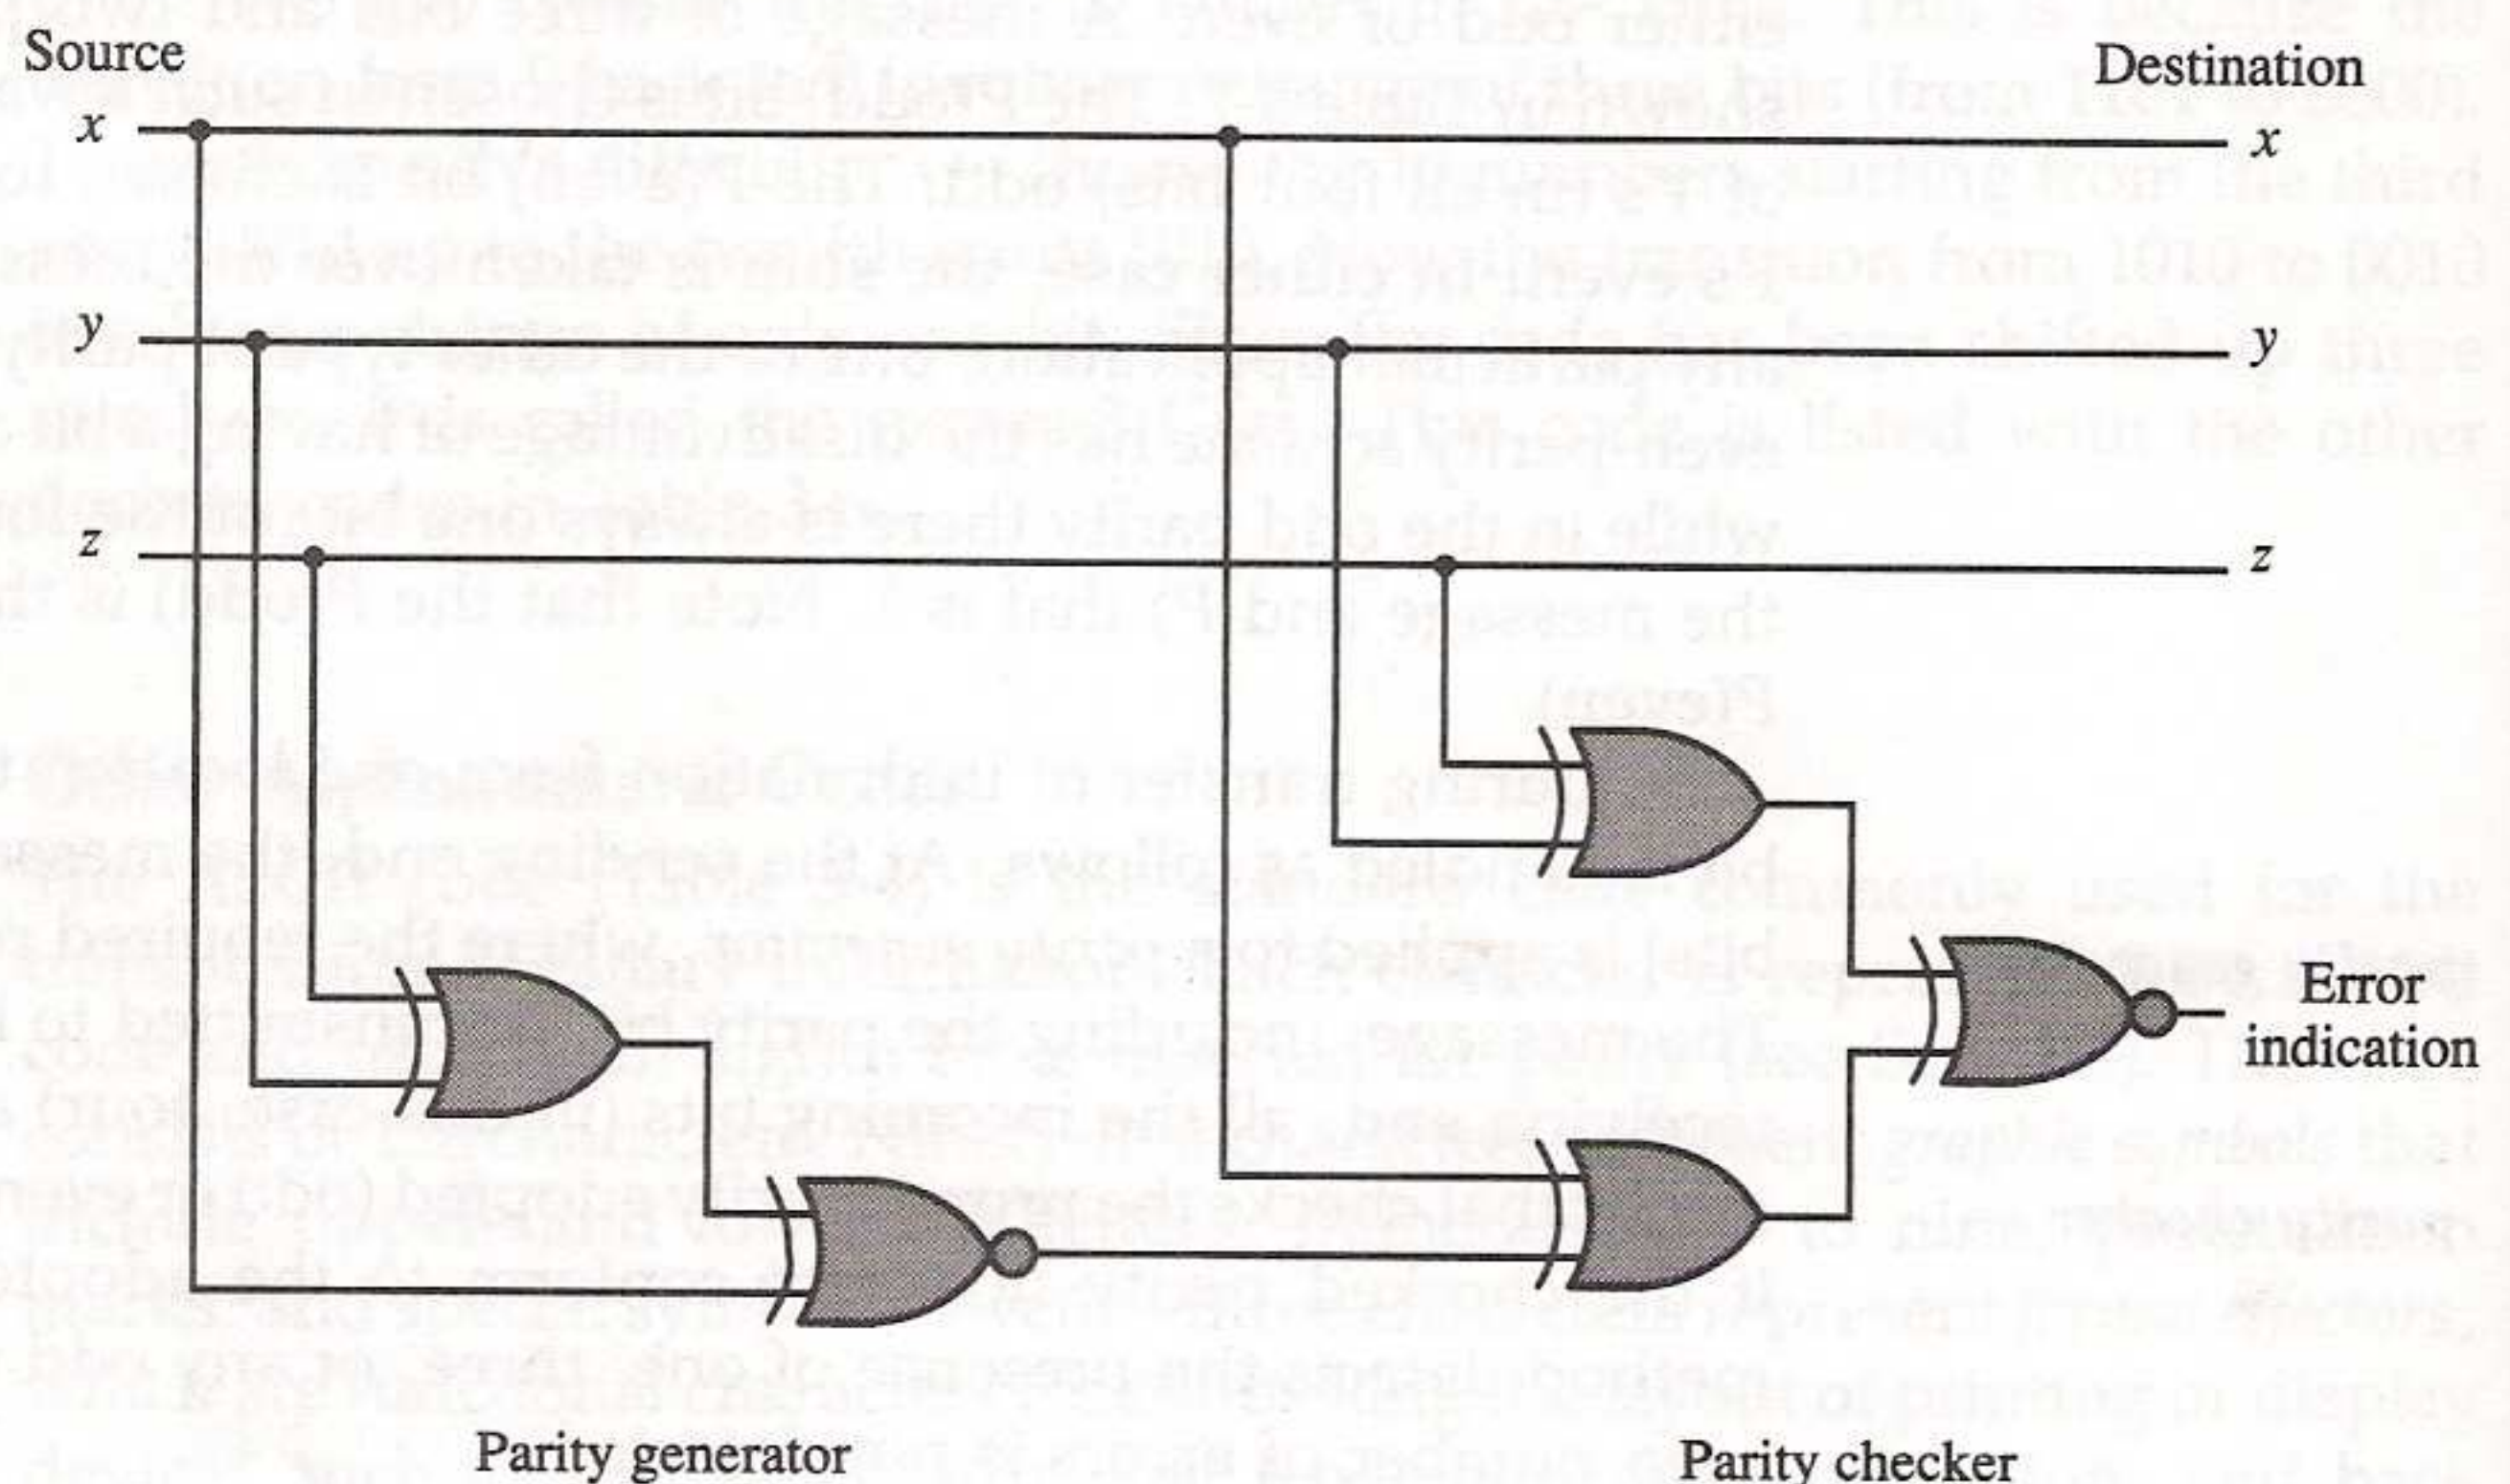 Source
Destination
x
x
y
y
z
z
Error
indication
Parity generator
Parity checker